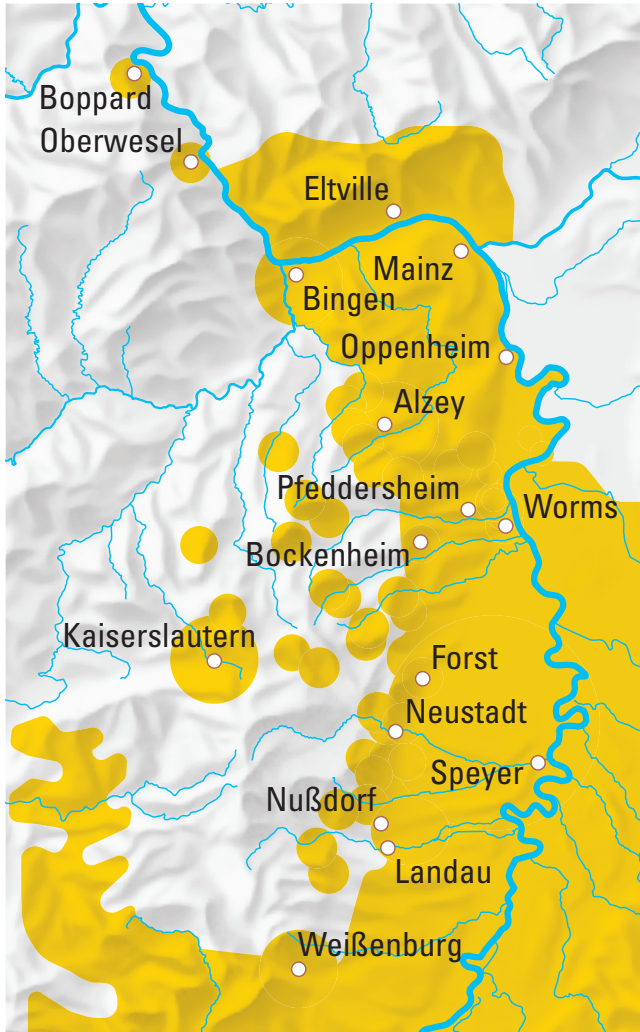 Boppard
Oberwesel
Eltville
Mainz
Bingen
Oppenheim
Alzey
Pfeddersheim
Worms
Bockenheim
Kaiserslautern
Forst
Neustadt
Speyer
Nußdorf
Landau
Weißenburg